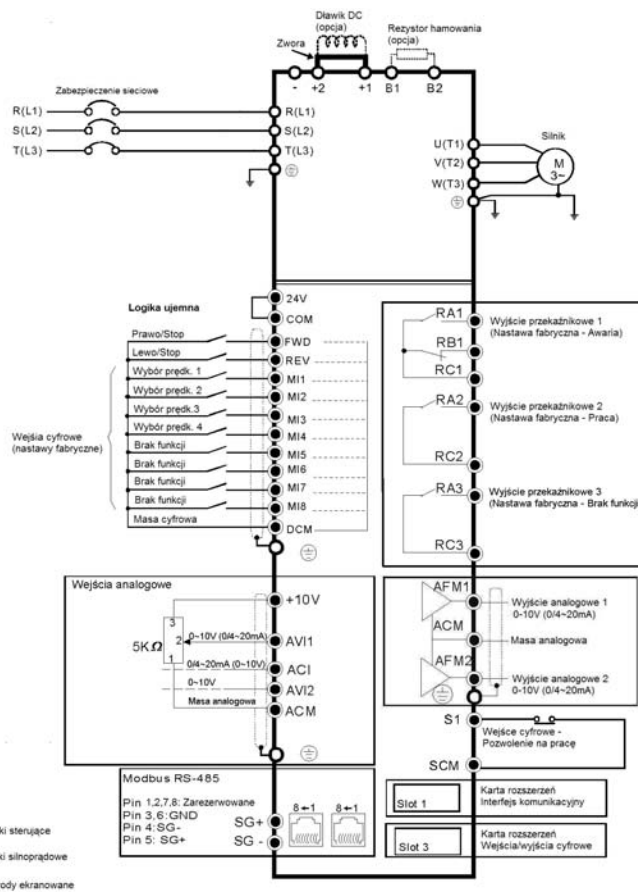 Dławik DC
(opcja)
Rezystor hamowania
(opcja)
Zwora
- +2 +1 B1 B2
Zabezpieczenie sieciowe
R(L1) R(L1)
S(L2) S(L2)
T(L3) T(L3)
Silnik
U(T1)
V(T2)
W(T3)
M
3~
Logika ujemna
24V
COM
Prawo/Stop FWD
Lewo/Stop REV
Wybór prędk. 1 MI1
Wybór prędk. 2 MI2
Wybór prędk.3 MI3
Wybór prędk. 4 MI4
Brak funkcji MI5
Brak funkcji MI6
Brak funkcji MI7
Brak funkcji MI8
Masa cyfrowa DCM
Wejśia cyfrowe
(nastawy fabryczne)
RA1 Wyjście przekaźnikowe 1
(Nastawa fabryczna - Awaria)
RB1
RC1
RA2 Wyjście przekaźnikowe 2
(Nastawa fabryczna - Praca)
RC2
RA3 Wyjście przekaźnikowe 3
(Nastawa fabryczna - Brak funkcji
RC3
Wejścia analogowe
+10V
3
5KΩ 2 0~10V (0/4~20mA) AVI1
1 0/4~20mA (0~10V) ACI
0~10V AVI2
Masa analogowa ACM
AFM1 Wyjście analogowe 1
0-10V (0/4~20mA)
ACM Masa analogowa
AFM2 Wyjście analogowe 2
0-10V (0/4~20mA)
S1
Wejsce cyfrowe -
Pozwolenie na pracę
SCM
Modbus RS-485
Pin 1,2,7,8: Zarezerwowane
Pin 3,6:GND
Pin 4:SG-
Pin 5: SG+
SG+
SG -
8←1 8←1
Slot 1
Karta rozszerzeń
Interfejs komunikacyjny
Slot 3
Karta rozszerzeń
Wejścia/wyjścia cyfrowe
ki sterujące
ki silnoprądowe
ody ekranowane